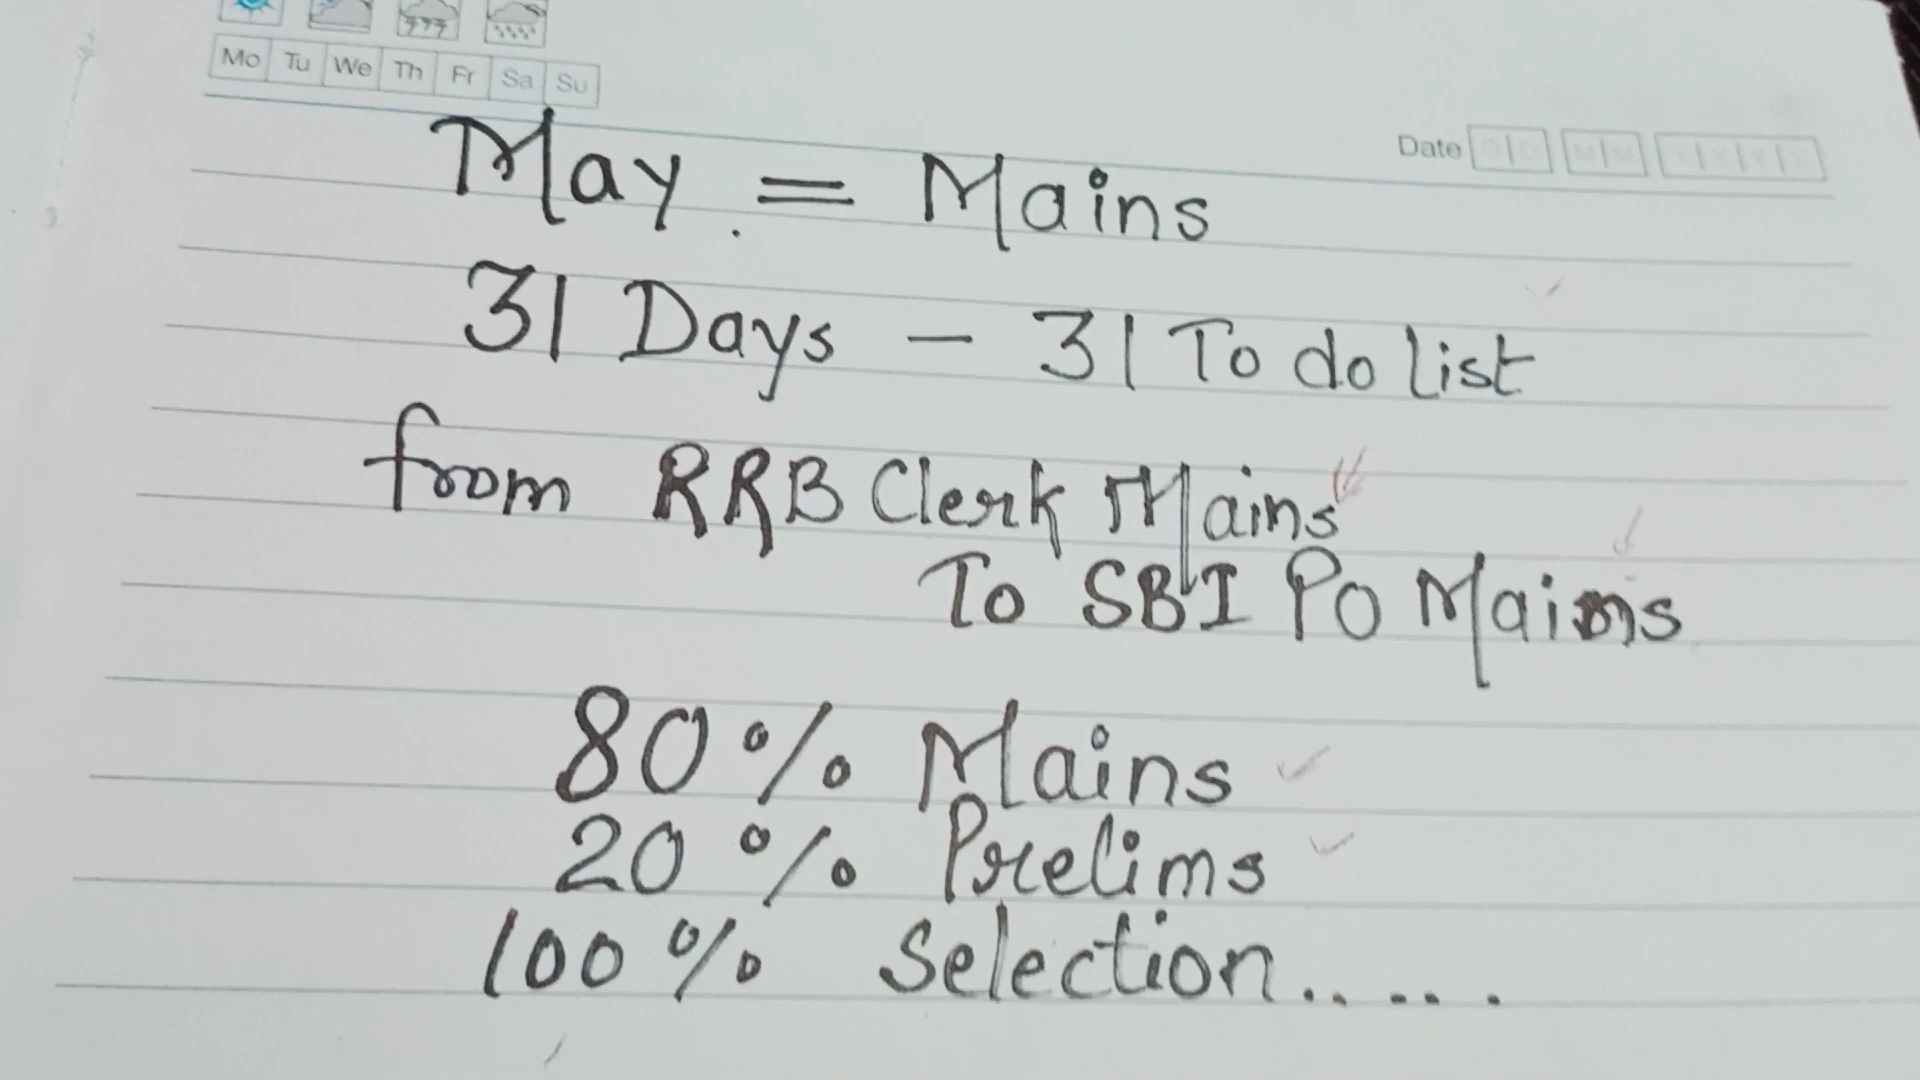 Mo Tu We Th Fr Sa Su
Date
May = Mains
31 Days - 31 To do list
from RRB Clerk Mains
To SBI PO Mains
80% Mains
20% Prelims
100% Selection.....